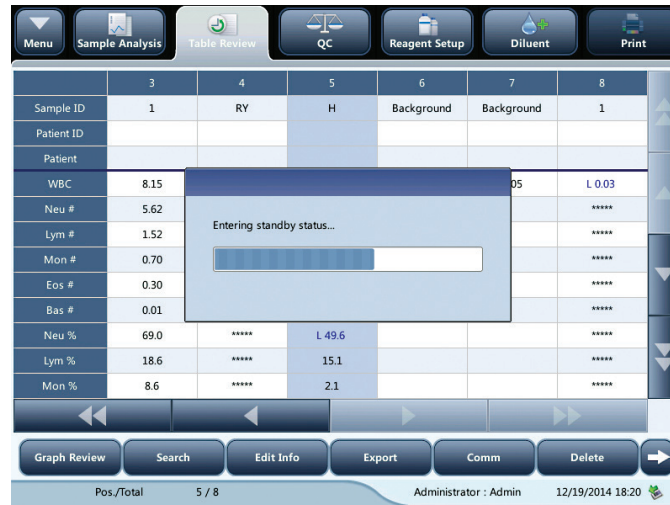 Menu Sample Analysis Table Review QC Reagent Setup Diluent Print
3 4 5 6 7 8
Sample ID 1 RY H Background Background 1
Patient ID
Patient
WBC 8.15 05 L 0.03
Neu # 5.62 *****
Entering standby status...
Lym # 1.52 *****
Mon # 0.70 *****
Eos # 0.30 *****
Bas # 0.01 *****
Neu % 69.0 ***** L 49.6 *****
Lym % 18.6 ***** 15.1 *****
Mon % 8.6 ***** 2.1 *****
Graph Review Search Edit Info Export Comm Delete
Pos./Total 5 / 8 Administrator : Admin 12/19/2014 18:20